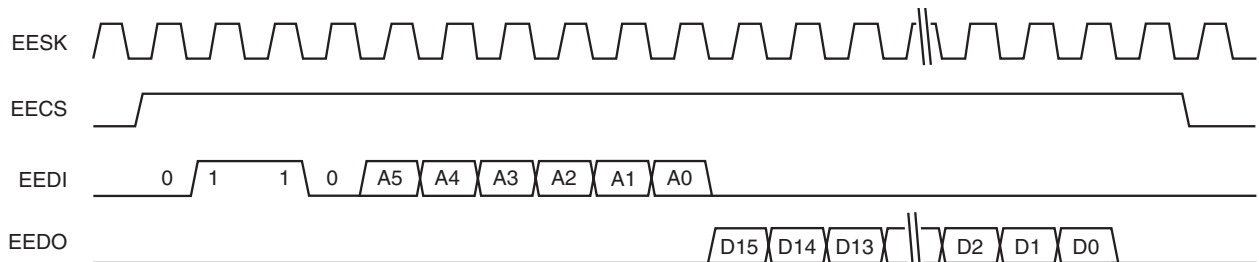 EESK
EECS
EEDI 0 1 1 0 A5 A4 A3 A2 A1 A0
EEDO D15 D14 D13 D2 D1 D0